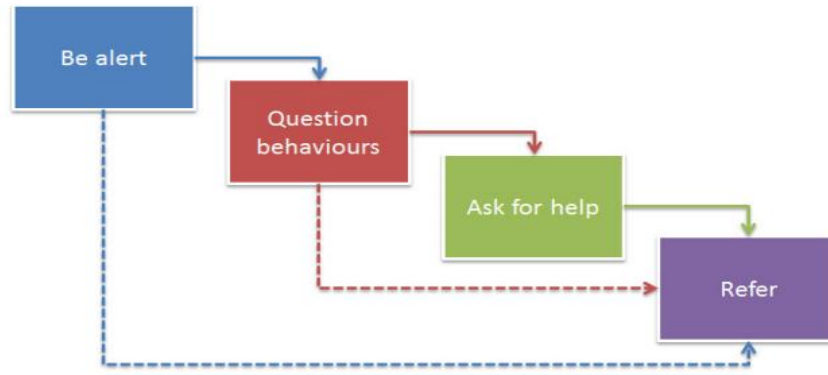 Be alert
Question
behaviours
Ask for help
Refer